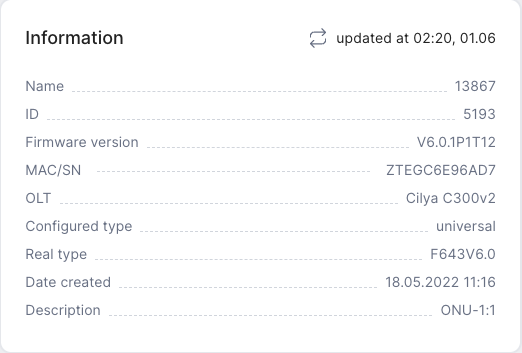 Information updated at 02:20, 01.06
Name 13867
ID 5193
Firmware version V6.0.1P1T12
MAC/SN ZTEGC6E96AD7
OLT Cilya C300v2
Configured type universal
Real type F643V6.0
Date created 18.05.2022 11:16
Description ONU-1:1